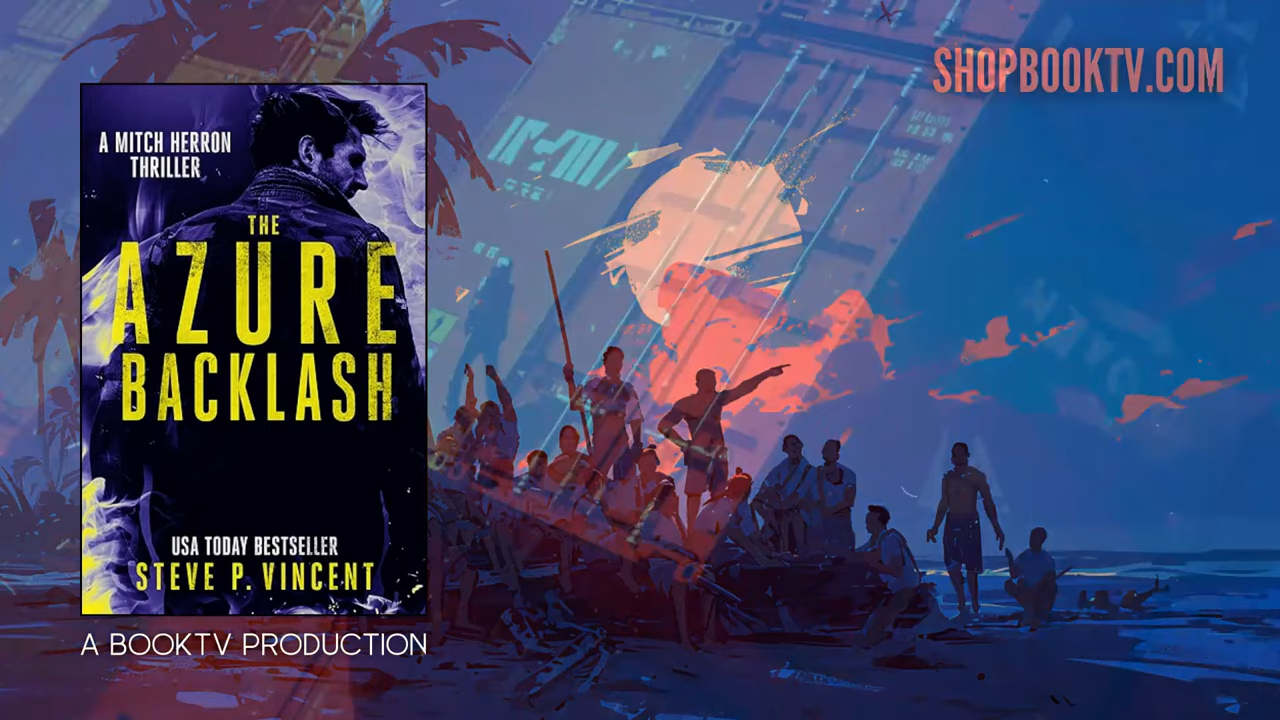 SHOPBOOKTV.COM
A MITCH HERRON
THRILLER
THE
AZURE
BACKLASH
USA TODAY BESTSELLER
STEVE P. VINCENT
A BOOKTV PRODUCTION